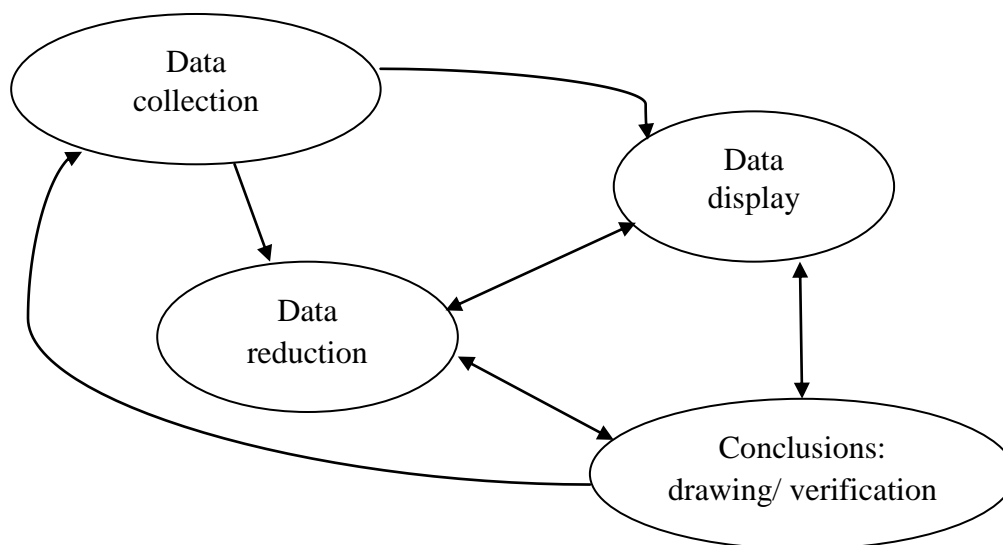 Data
collection
Data
display
Data
reduction
Conclusions:
drawing/ verification